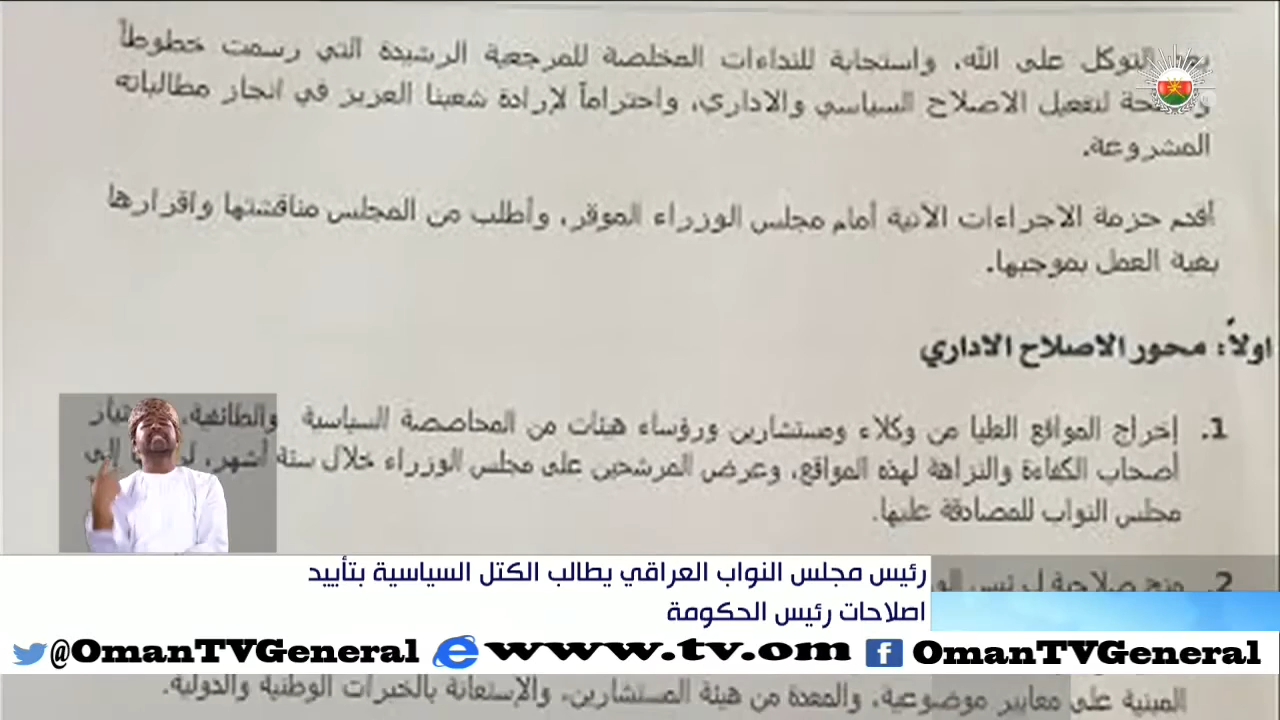 التوكل على الله، واستجابة للنداءات المخلصة للمرجعية الرشيدة التي رسمت خطوطاً
لتفعيل الاصلاح السياسي والاداري، واحتراماً لإرادة شعبنا العزيز في انجاز مطالباته
المشروعة.
أقدم حزمة الاجراءات الآتية أمام مجلس الوزراء الموقر، وأطلب من المجلس مناقشتها واقرارها
بغية العمل بموجبها.
اولاً: محور الاصلاح الاداري
1. إخراج المواقع العليا من وكلاء ومستشارين ورؤساء هيئات من المحاصصة السياسية والطائفية،
أصحاب الكفاءة والنزاهة لهذه المواقع، وعرض المرشحين على مجلس الوزراء خلال ستة أشهر، إلى
مجلس النواب للمصادقة عليها.
2. منح صلاحية
رئيس مجلس النواب العراقي يطالب الكتل السياسية بتأييد
اصلاحات رئيس الحكومة
@OmanTVGeneral www.tv.om OmanTVGeneral
المبنية على معايير موضوعية، والمعدة من هيئة المستشارين، والإستعانة بالخبرات الوطنية والدولية.